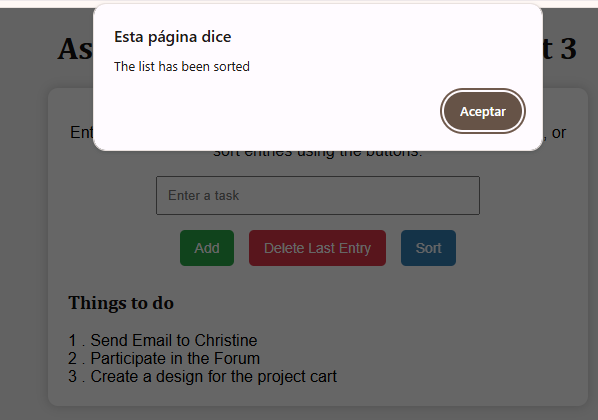 Esta página dice
The list has been sorted
Aceptar
As t 3
Ent , or
sort entries using the buttons.
Enter a task
Add Delete Last Entry Sort
Things to do
1 . Send Email to Christine
2 . Participate in the Forum
3 . Create a design for the project cart